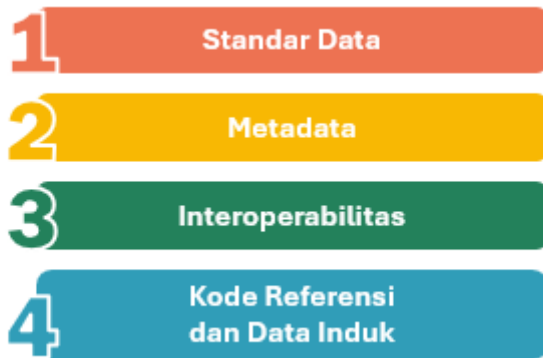 1 Standar Data
2 Metadata
3 Interoperabilitas
4 Kode Referensi
dan Data Induk